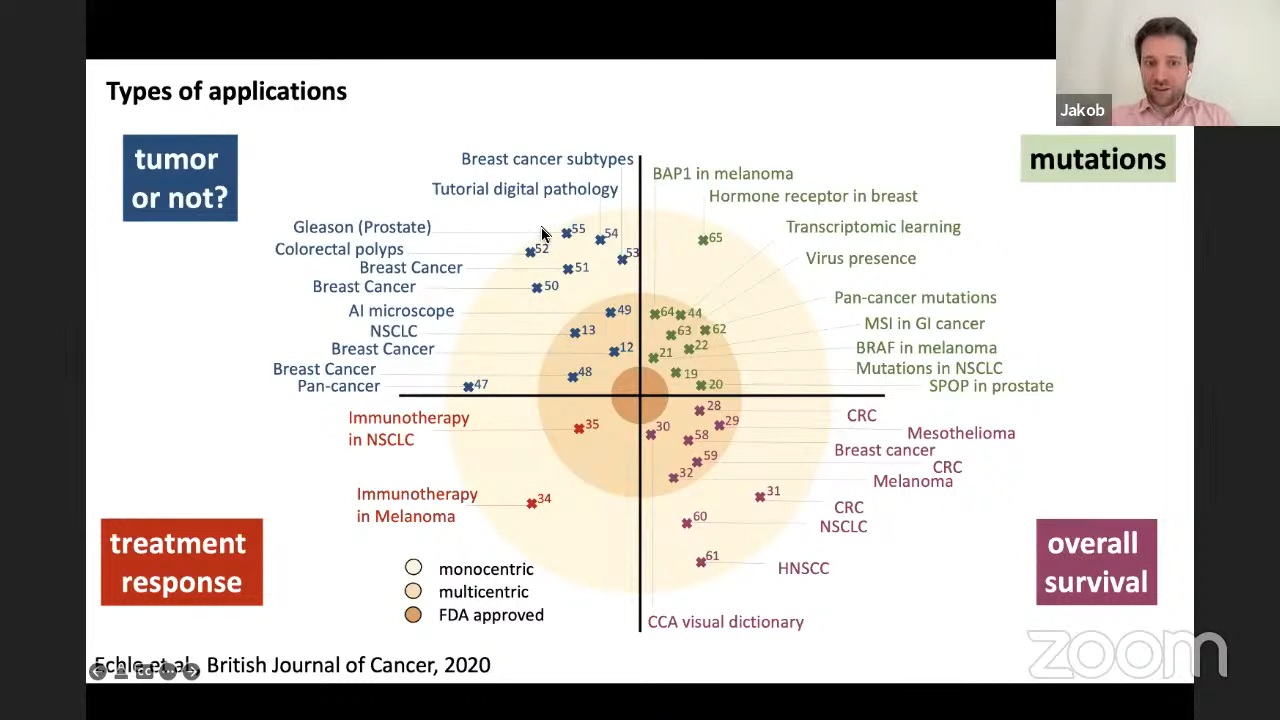 Types of applications
Jakob
tumor
or not?
mutations
Breast cancer subtypes
Tutorial digital pathology
Gleason (Prostate)
Colorectal polyps
Breast Cancer
Breast Cancer
AI microscope
NSCLC
Breast Cancer
Breast Cancer
Pan-cancer
55
54
52
53
51
50
49
13
12
48
47
BAP1 in melanoma
Hormone receptor in breast
Transcriptomic learning
Virus presence
Pan-cancer mutations
MSI in GI cancer
BRAF in melanoma
Mutations in NSCLC
SPOP in prostate
65
64
44
63
62
22
21
19
20
Immunotherapy
in NSCLC
35
Immunotherapy
in Melanoma
34
treatment
response
monocentric
multicentric
FDA approved
28
29
30
58
59
32
31
60
61
CRC
Mesothelioma
Breast cancer
CRC
Melanoma
CRC
NSCLC
HNSCC
CCA visual dictionary
overall
survival
zoom
Echle et al., British Journal of Cancer, 2020